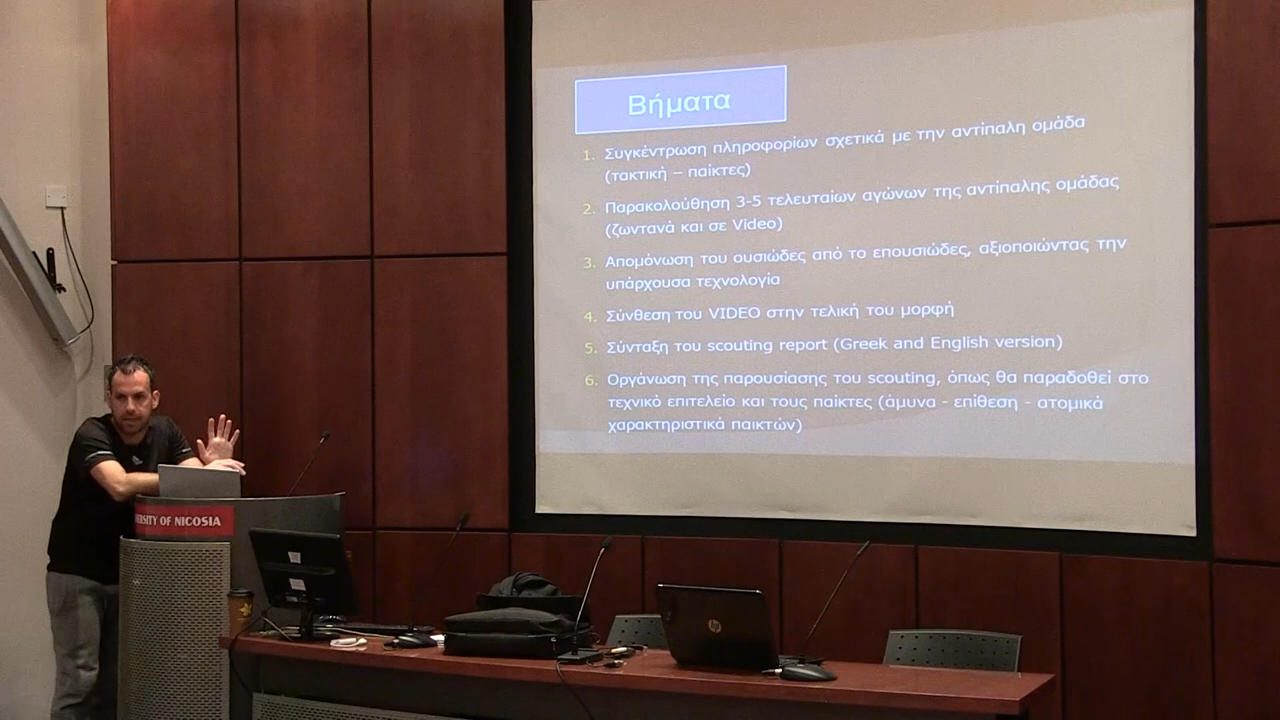 Βήματα
1. Συγκέντρωση πληροφορίων σχετικά με την αντίπαλη ομάδα
(τακτική – παίκτες)
2. Παρακολούθηση 3-5 τελευταίων αγώνων της αντίπαλης ομάδας
(ζωντανά και σε Video)
3. Απομόνωση του ουσιώδες από το επουσιώδες, αξιοποιώντας την
υπάρχουσα τεχνολογία
4. Σύνθεση του VIDEO στην τελική του μορφή
5. Σύνταξη του scouting report (Greek and English version)
6. Οργάνωση της παρουσίασης του scouting, όπως θα παραδοθεί στο
τεχνικό επιτελείο και τους παίκτες (άμυνα - επίθεση - ατομικά
χαρακτηριστικά παικτών)
ERSITY OF NICOSIA
hp